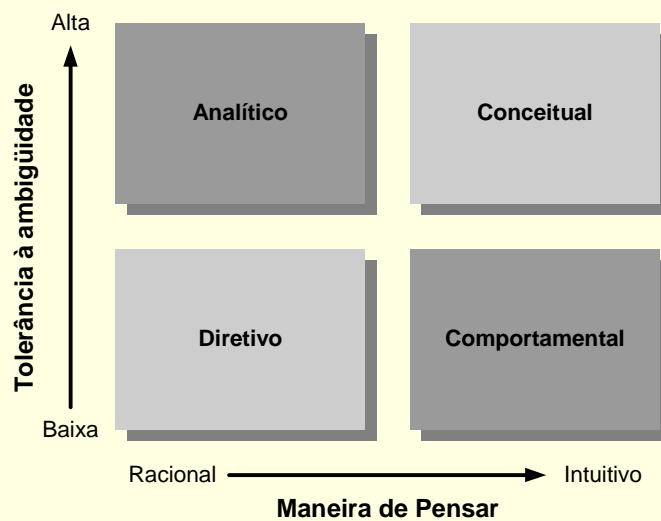 Alta
Analítico
Conceitual
Tolerância à ambigüidade
Diretivo
Comportamental
Baixa
Racional
Intuitivo
Maneira de Pensar